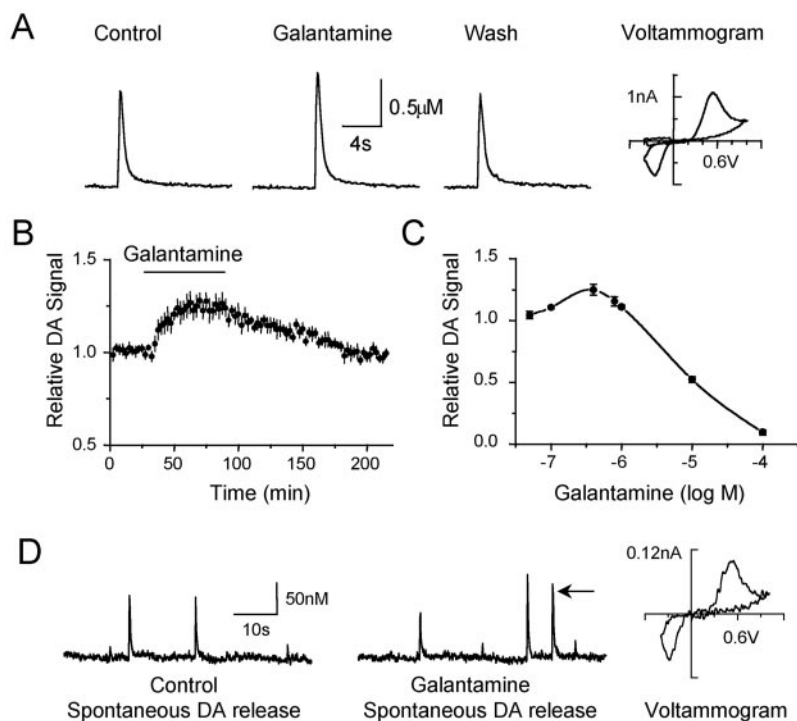 A
Control
Galantamine
Wash
Voltammogram
0.5μM
4s
1nA
0.6V
B
Galantamine
Relative DA Signal
1.5
1.0
0.5
0 50 100 150 200
Time (min)
C
Relative DA Signal
1.5
1.25
1.0
0.5
0.0
-7 -6 -5 -4
Galantamine (log M)
D
50nM
10s
0.12nA
0.6V
Control
Spontaneous DA release
Galantamine
Spontaneous DA release
Voltammogram